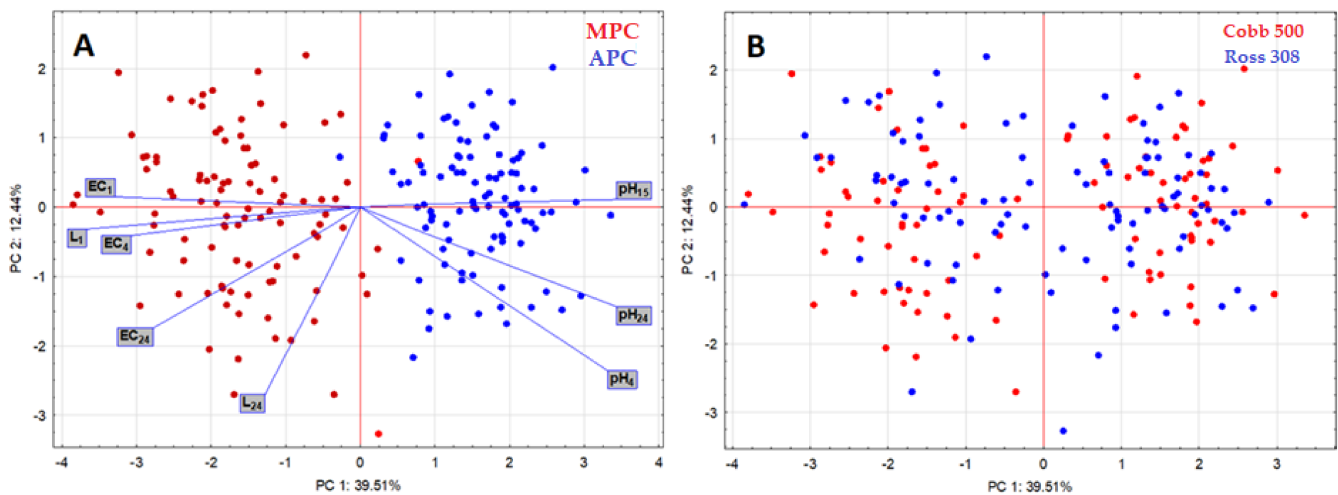 A
MPC
APC
2
1
0
-1
-2
-3
PC 2: 12.44%
EC1
L1
EC4
EC24
L24
pH15
pH24
pH4
-4 -3 -2 -1 0 1 2 3 4
PC 1: 39.51%
B
Cobb 500
Ross 308
2
1
0
-1
-2
-3
PC 2: 12.44%
-4 -3 -2 -1 0 1 2 3 4
PC 1: 39.51%